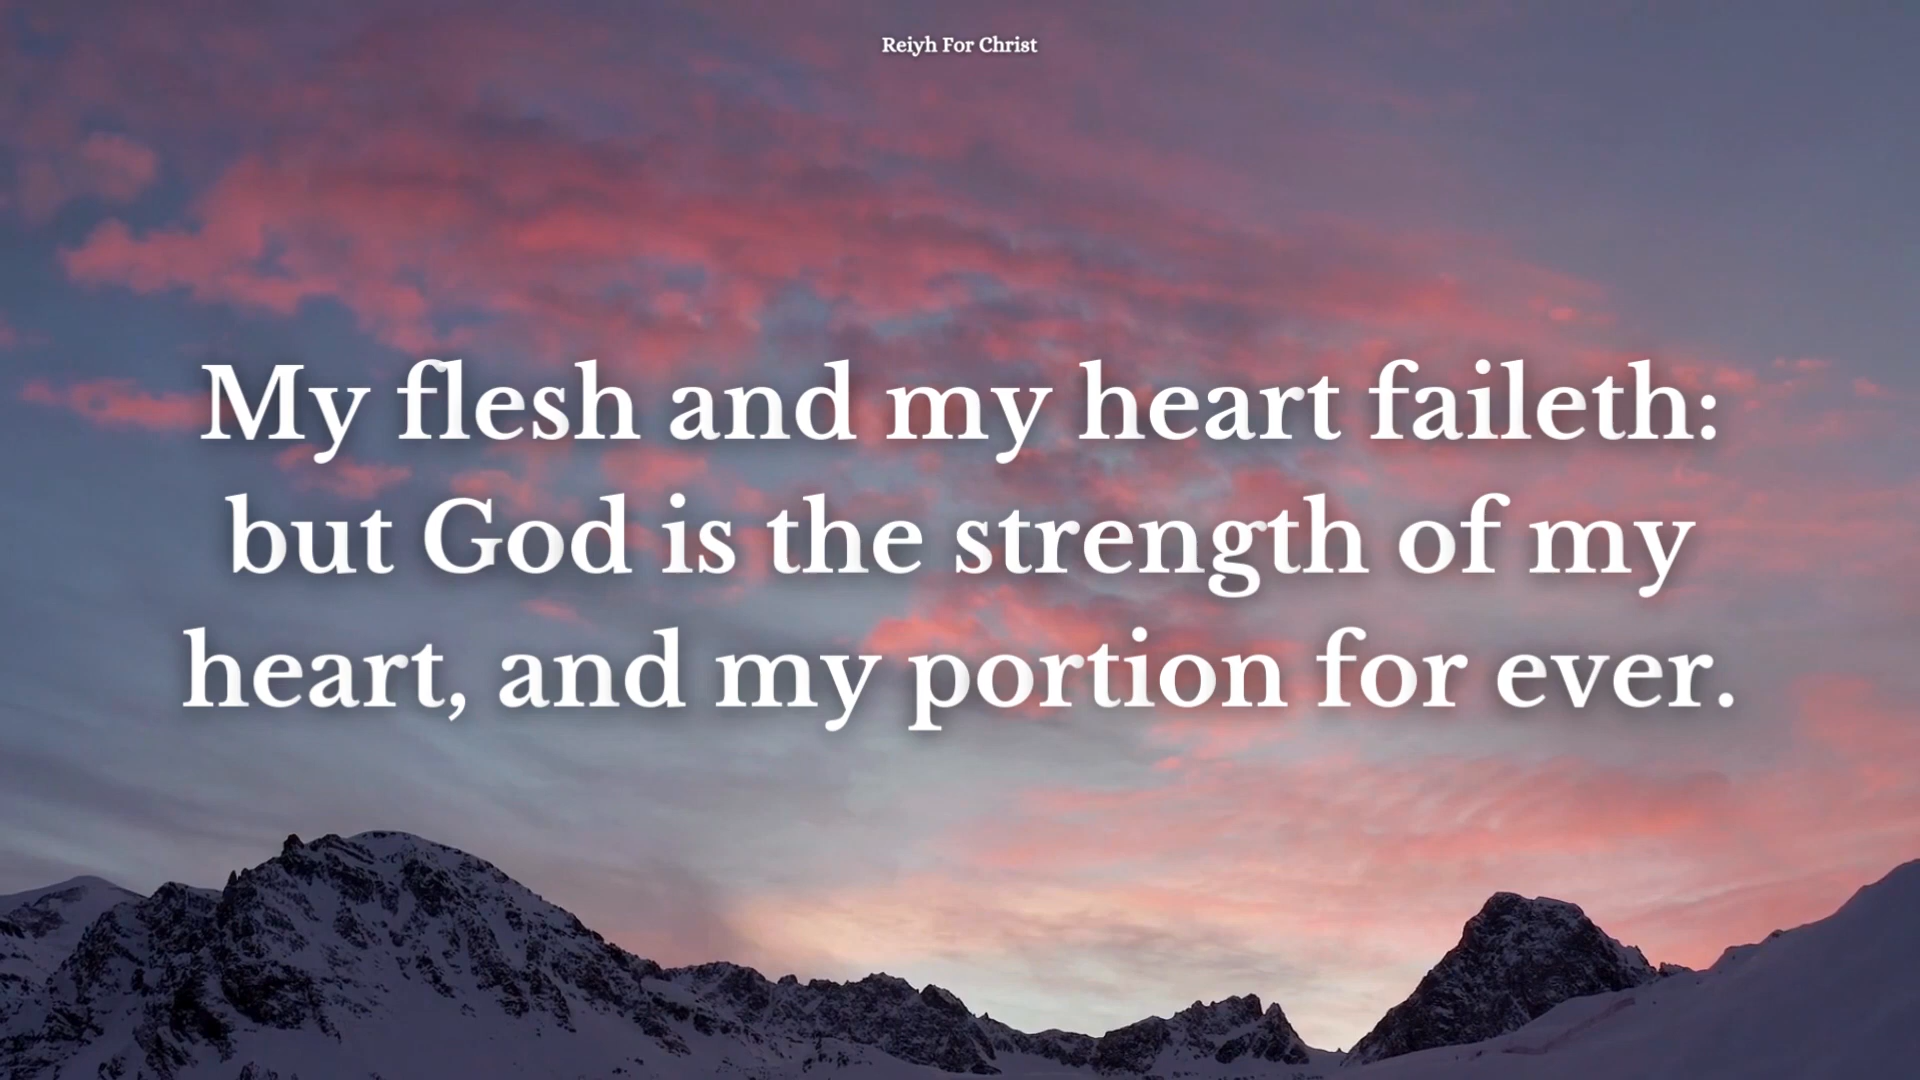 Reiyh For Christ
My flesh and my heart faileth:
but God is the strength of my
heart, and my portion for ever.